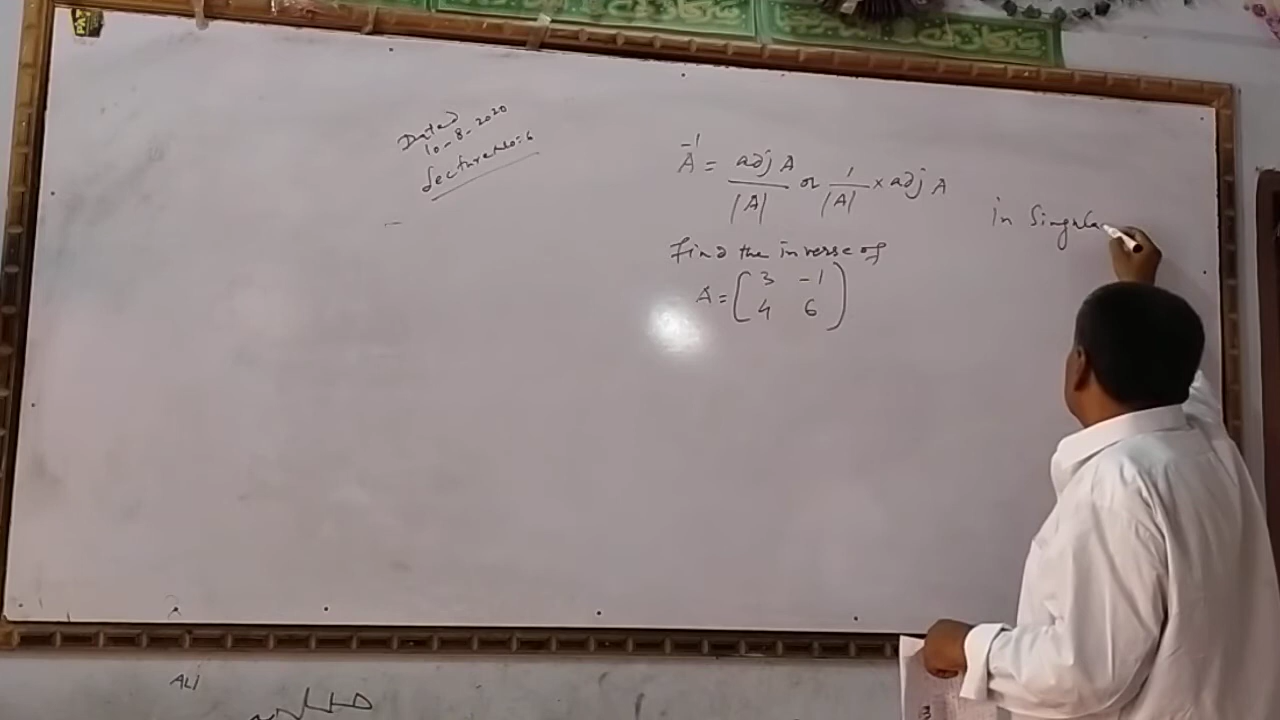 Dated
10-8-2020
Lecture No: 6
A⁻¹ = adj A / |A| or 1 / |A| × adj A
in Singula
Find the inverse of
A = [3 -1
4 6]
ALI